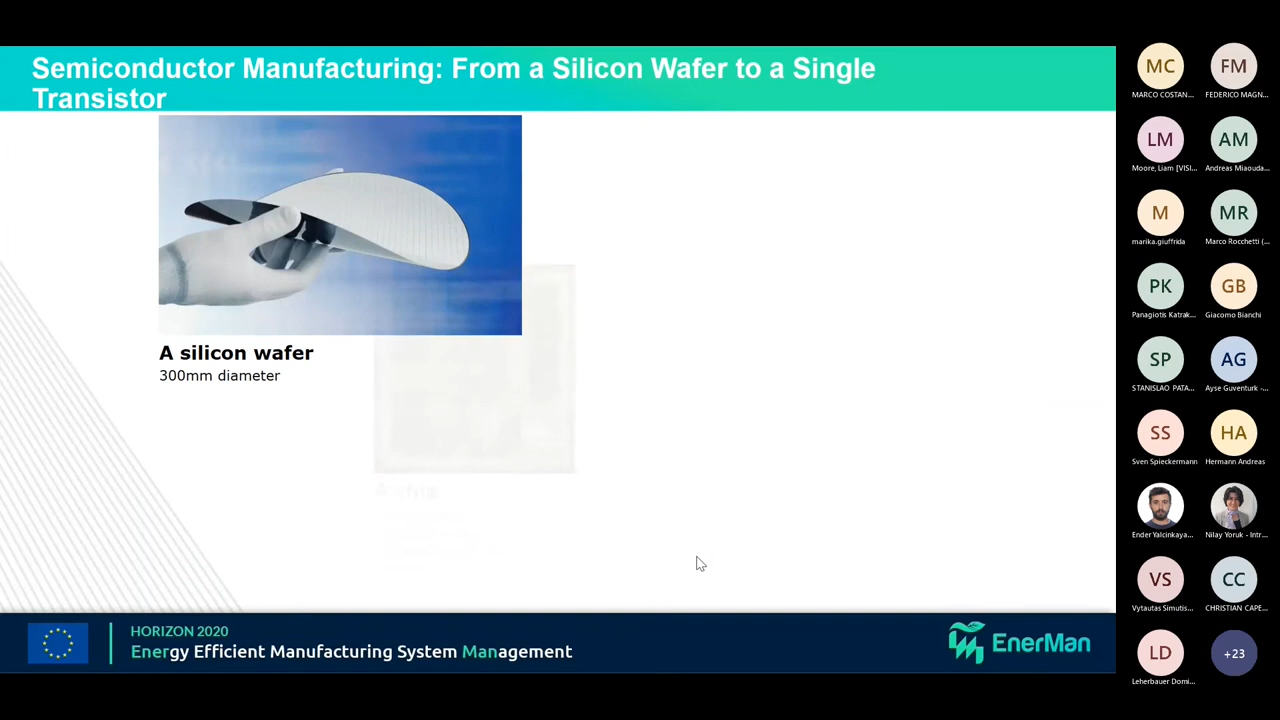 Semiconductor Manufacturing: From a Silicon Wafer to a Single
Transistor
A silicon wafer
300mm diameter
HORIZON 2020
Energy Efficient Manufacturing System Management
EnerMan
MC
MARCO COSTAN...
FM
FEDERICO MAGN...
LM
Moore, Liam [VISI...
AM
Andreas Miaouda...
M
marika.giuffrida
MR
Marco Rocchetti (...
PK
Panagiotis Katrak...
GB
Giacomo Bianchi
SP
STANISLAO PATA...
AG
Ayse Guventurk -...
SS
Sven Spieckermann
HA
Hermann Andreas
Ender Yalcinkaya...
Nilay Yoruk - Intr...
VS
Vytautas Simutis...
CC
CHRISTIAN CAPE...
LD
Leherbauer Domi...
+23